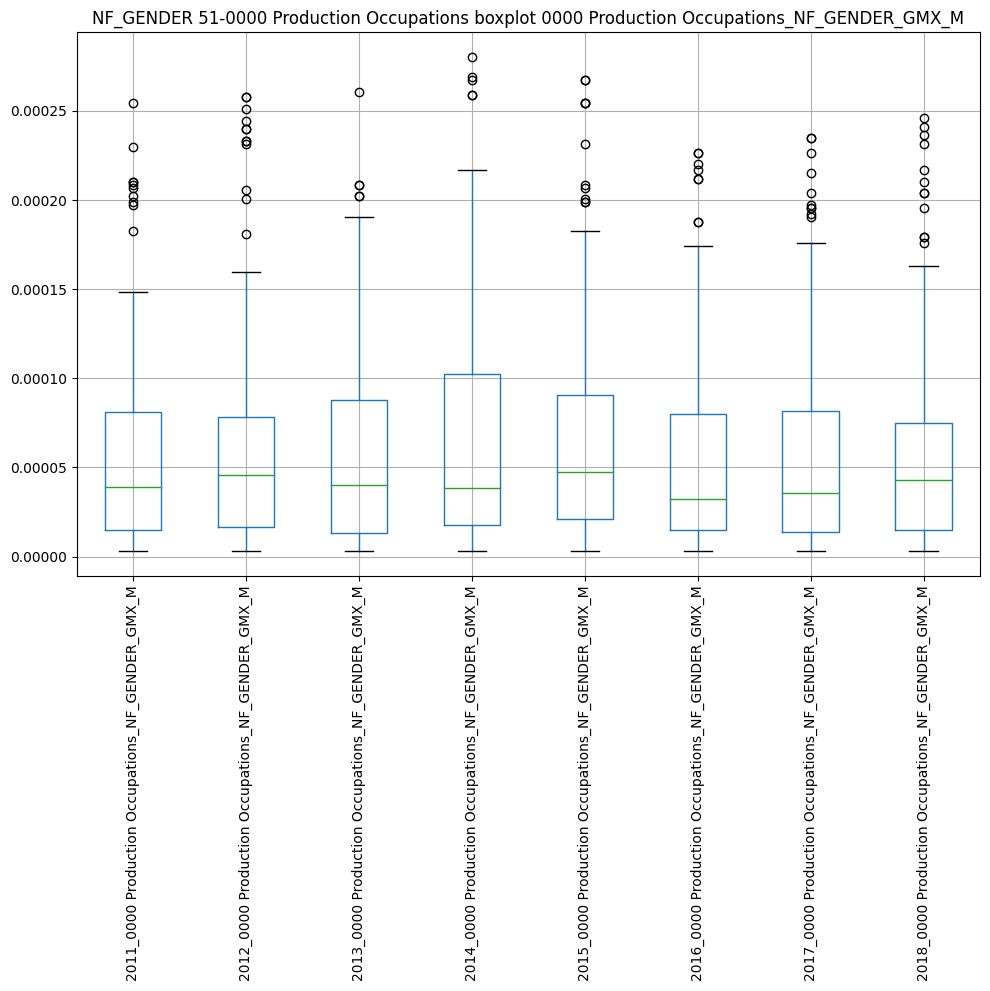 NF_GENDER 51-0000 Production Occupations boxplot 0000 Production Occupations_NF_GENDER_GMX_M
0.00025
0.00020
0.00015
0.00010
0.00005
0.00000
2011_0000 Production Occupations_NF_GENDER_GMX_M
2012_0000 Production Occupations_NF_GENDER_GMX_M
2013_0000 Production Occupations_NF_GENDER_GMX_M
2014_0000 Production Occupations_NF_GENDER_GMX_M
2015_0000 Production Occupations_NF_GENDER_GMX_M
2016_0000 Production Occupations_NF_GENDER_GMX_M
2017_0000 Production Occupations_NF_GENDER_GMX_M
2018_0000 Production Occupations_NF_GENDER_GMX_M